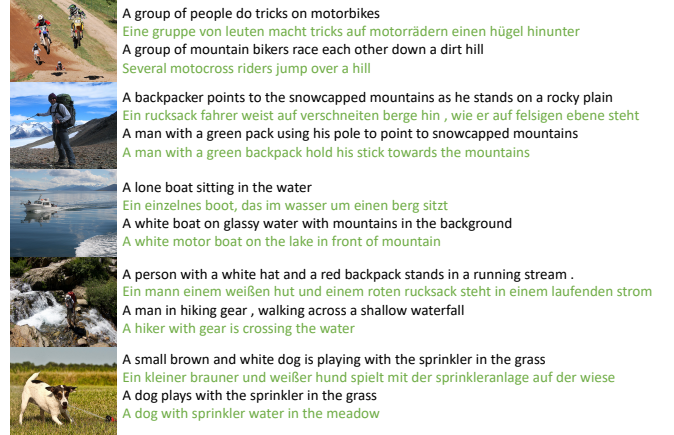 A group of people do tricks on motorbikes
Eine gruppe von leuten macht tricks auf motorrädern einen hügel hinunter
A group of mountain bikers race each other down a dirt hill
Several motocross riders jump over a hill
A backpacker points to the snowcapped mountains as he stands on a rocky plain
Ein rucksack fahrer weist auf verschneiten berge hin , wie er auf felsigen ebene steht
A man with a green pack using his pole to point to snowcapped mountains
A man with a green backpack hold his stick towards the mountains
A lone boat sitting in the water
Ein einzelnes boot, das im wasser um einen berg sitzt
A white boat on glassy water with mountains in the background
A white motor boat on the lake in front of mountain
A person with a white hat and a red backpack stands in a running stream .
Ein mann einem weißen hut und einem roten rucksack steht in einem laufenden strom
A man in hiking gear , walking across a shallow waterfall
A hiker with gear is crossing the water
A small brown and white dog is playing with the sprinkler in the grass
Ein kleiner brauner und weißer hund spielt mit der sprinkleranlage auf der wiese
A dog plays with the sprinkler in the grass
A dog with sprinkler water in the meadow